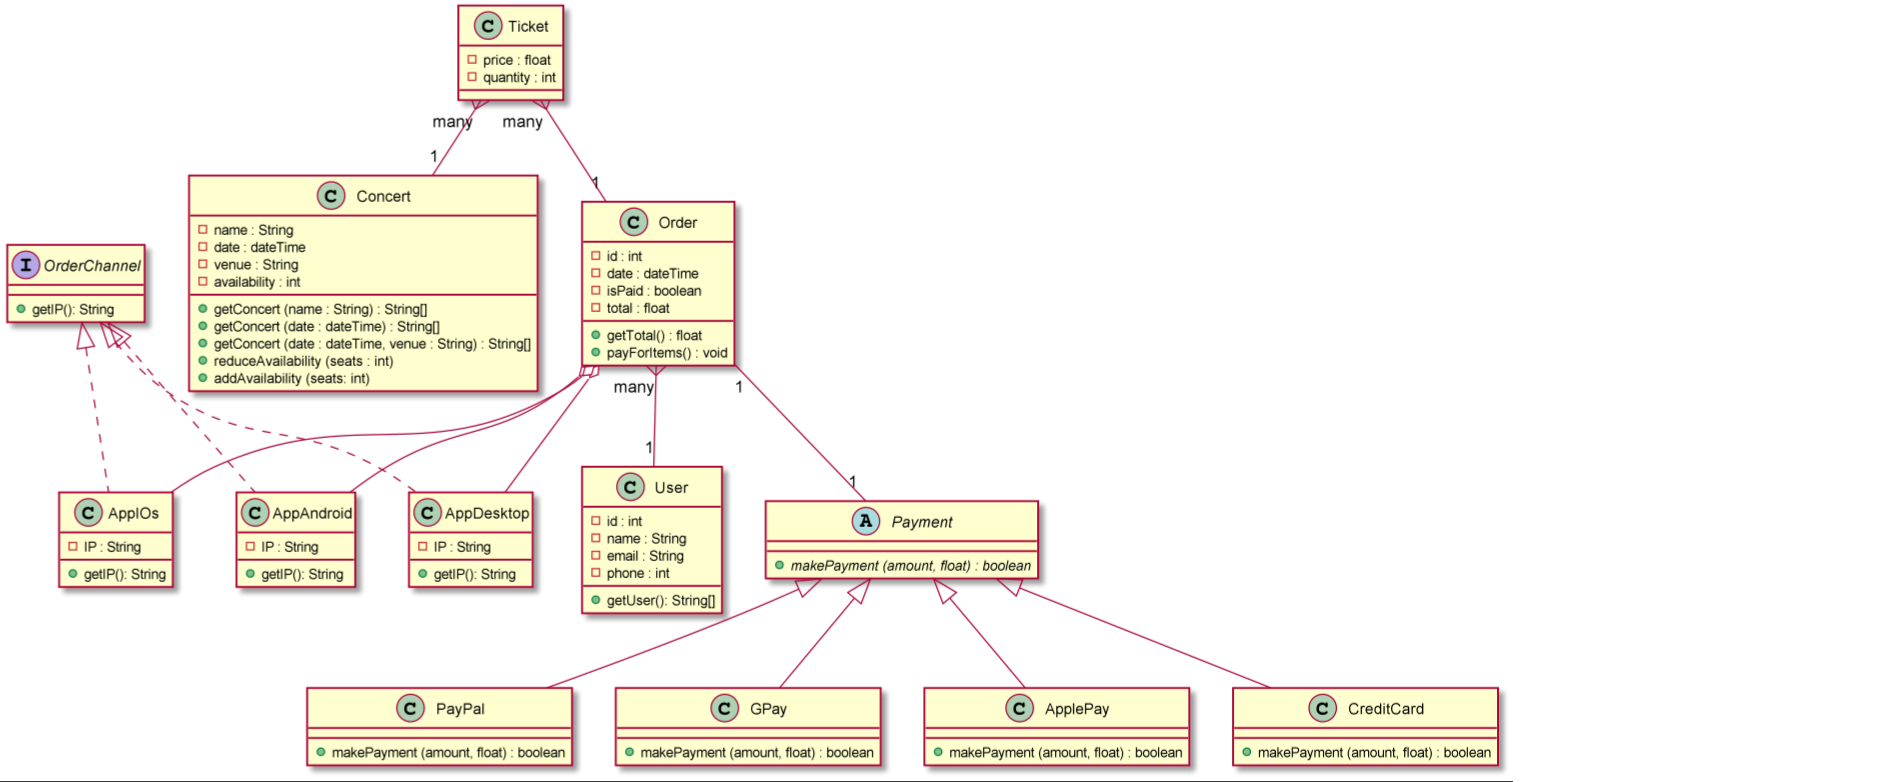 C Ticket
price : float
quantity : int
many
many
1
1
C Concert
name : String
date : dateTime
venue : String
availability : int
getConcert (name : String) : String[]
getConcert (date : dateTime) : String[]
getConcert (date : dateTime, venue : String) : String[]
reduceAvailability (seats : int)
addAvailability (seats: int)
C Order
id : int
date : dateTime
isPaid : boolean
total : float
getTotal() : float
payForItems() : void
I OrderChannel
getIP(): String
many
1
1
1
C AppIOs
IP : String
getIP(): String
C AppAndroid
IP : String
getIP(): String
C AppDesktop
IP : String
getIP(): String
C User
id : int
name : String
email : String
phone : int
getUser(): String[]
A Payment
makePayment (amount, float) : boolean
C PayPal
makePayment (amount, float) : boolean
C GPay
makePayment (amount, float) : boolean
C ApplePay
makePayment (amount, float) : boolean
C CreditCard
makePayment (amount, float) : boolean